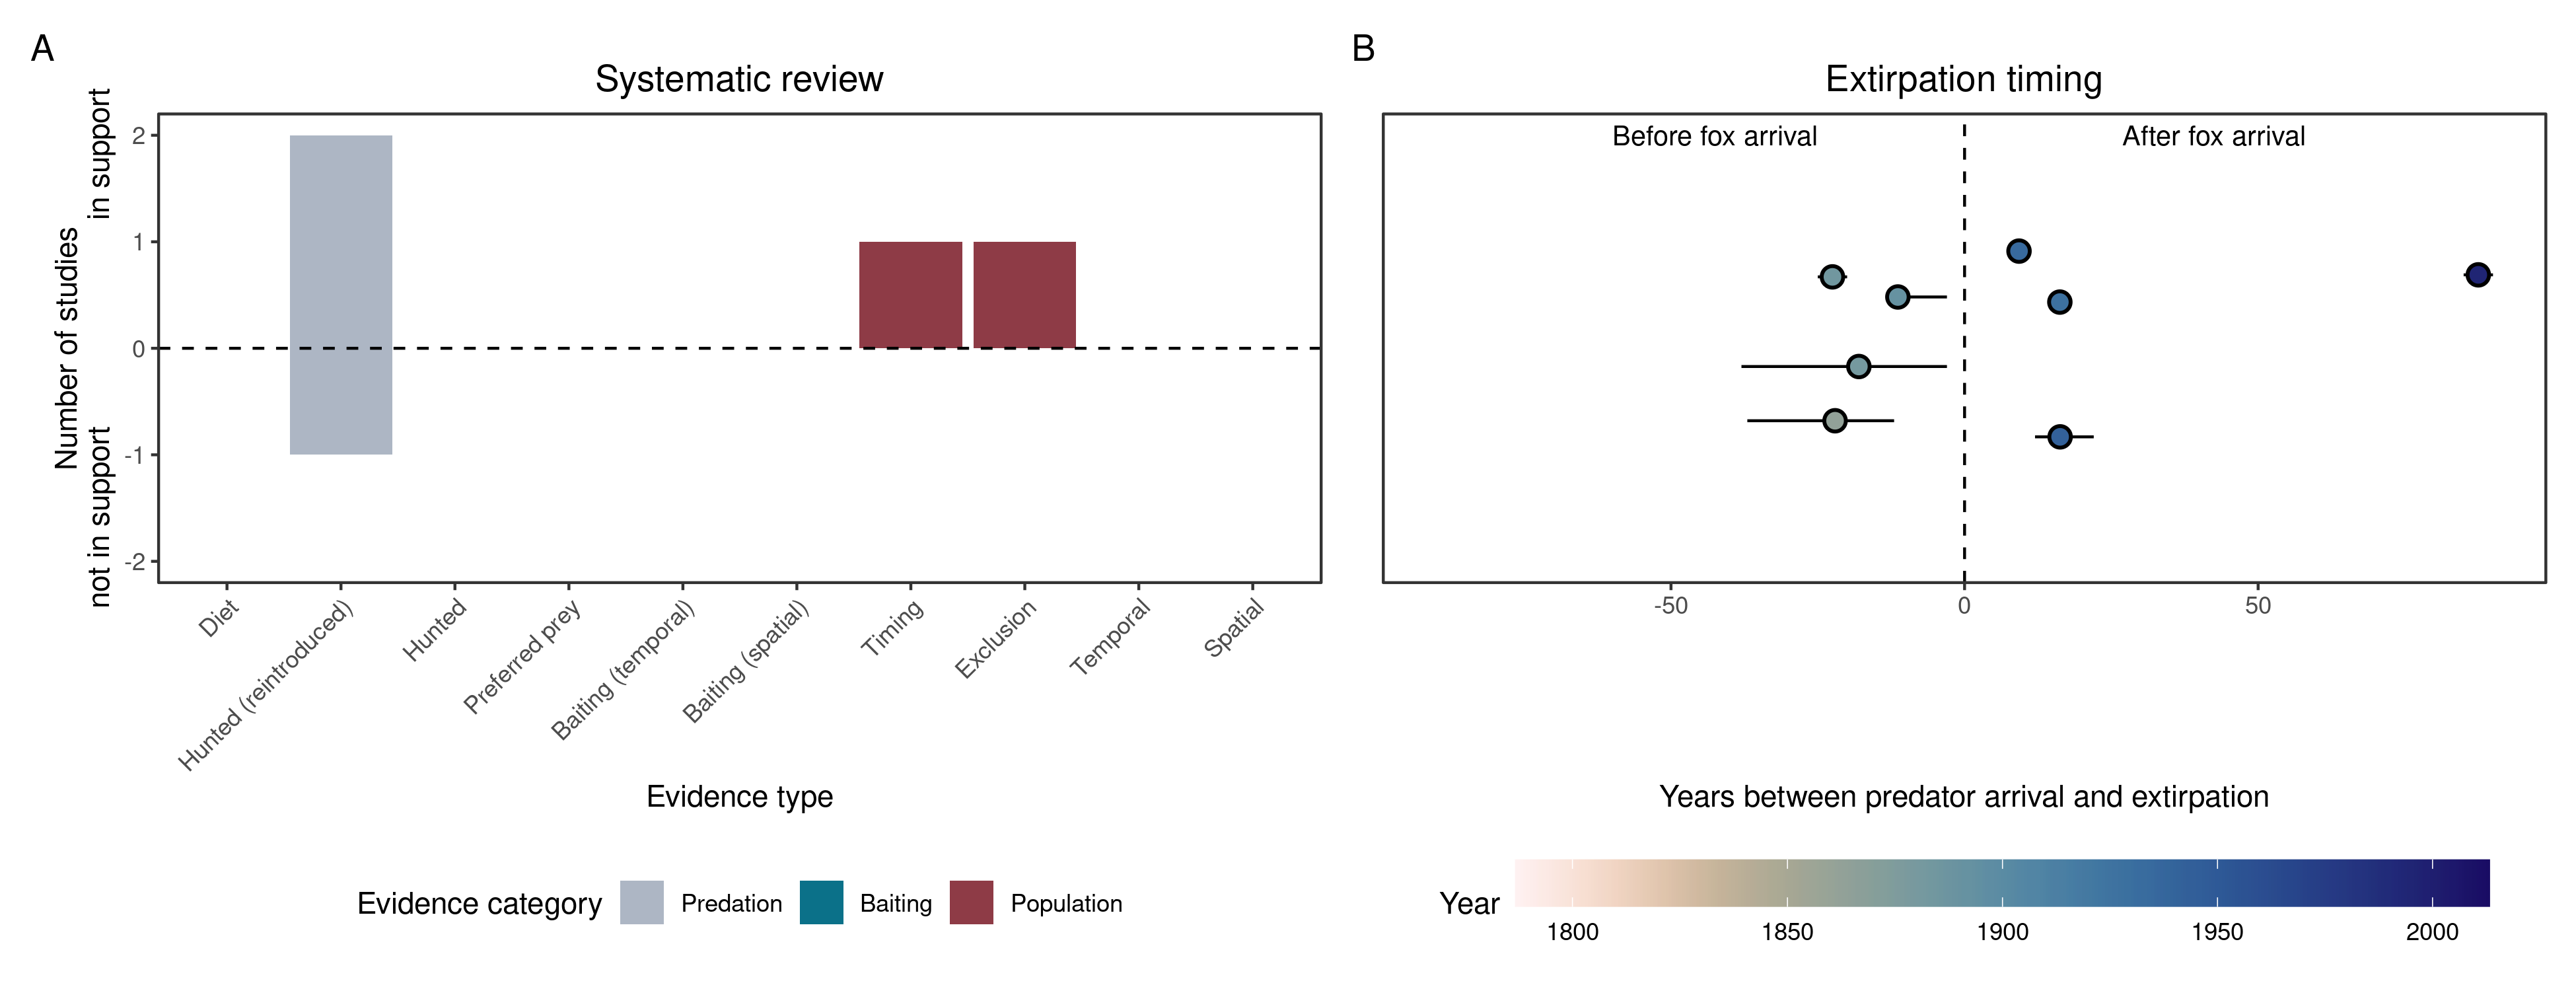 A
Systematic review
Number of studies
not in support
in support
2
1
0
-1
-2
Diet
Hunted (reintroduced)
Hunted
Preferred prey
Baiting (temporal)
Baiting (spatial)
Timing
Exclusion
Temporal
Spatial
Evidence type
Evidence category
Predation
Baiting
Population
B
Extirpation timing
Before fox arrival
After fox arrival
-50
0
50
Years between predator arrival and extirpation
Year
1800
1850
1900
1950
2000